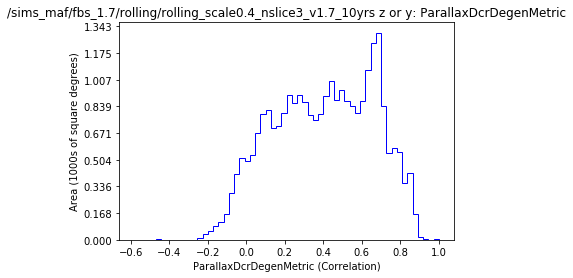 /sims_maf/fbs_1.7/rolling/rolling_scale0.4_nslice3_v1.7_10yrs z or y: ParallaxDcrDegenMetric
1.343
1.175
1.007
0.839
0.671
0.504
0.336
0.168
0.000
Area (1000s of square degrees)
−0.6 −0.4 −0.2 0.0 0.2 0.4 0.6 0.8 1.0
ParallaxDcrDegenMetric (Correlation)